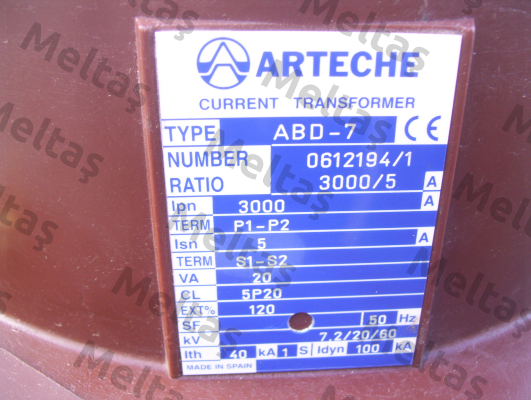 ARTECHE
CURRENT TRANSFORMER
TYPE ABD-7 CE
NUMBER 0612194/1
RATIO 3000/5 A
Ipn 3000 A
TERM P1-P2
Isn 5 A
TERM S1-S2
VA 20
CL 5P20
EXT% 120
SF 50 Hz
kV 7,2/20/60
Ith 40 kA 1 S Idyn 100 kA
MADE IN SPAIN
Meltaş
Meltaş
Meltaş
Meltaş
Meltaş
Meltaş
Meltaş
Meltaş
Meltaş